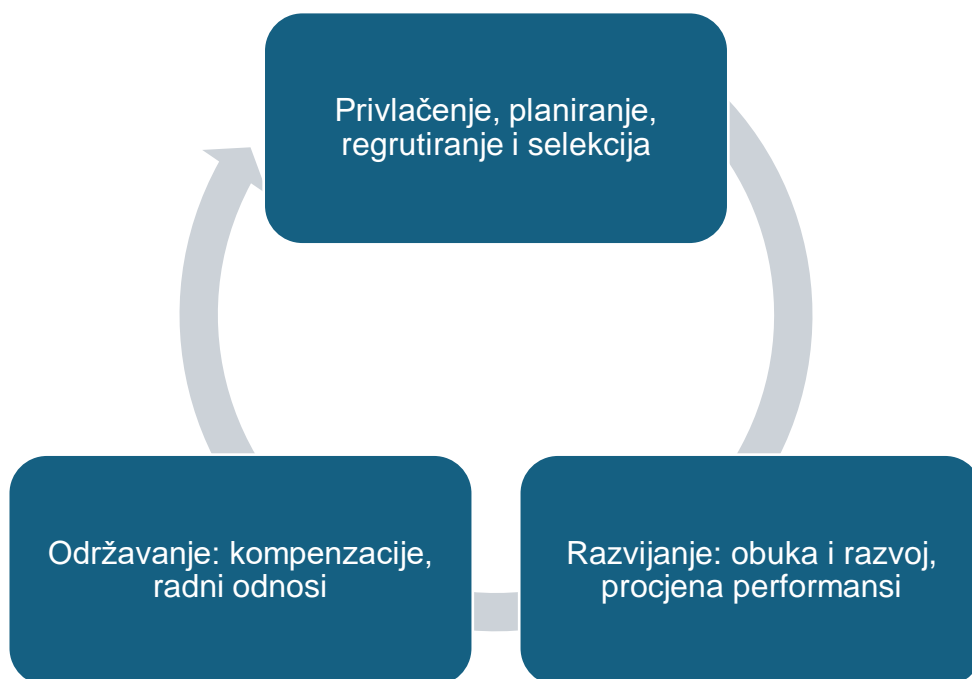 Privlačenje, planiranje,
regrutiranje i selekcija
Održavanje: kompenzacije,
radni odnosi
Razvijanje: obuka i razvoj,
procjena performansi